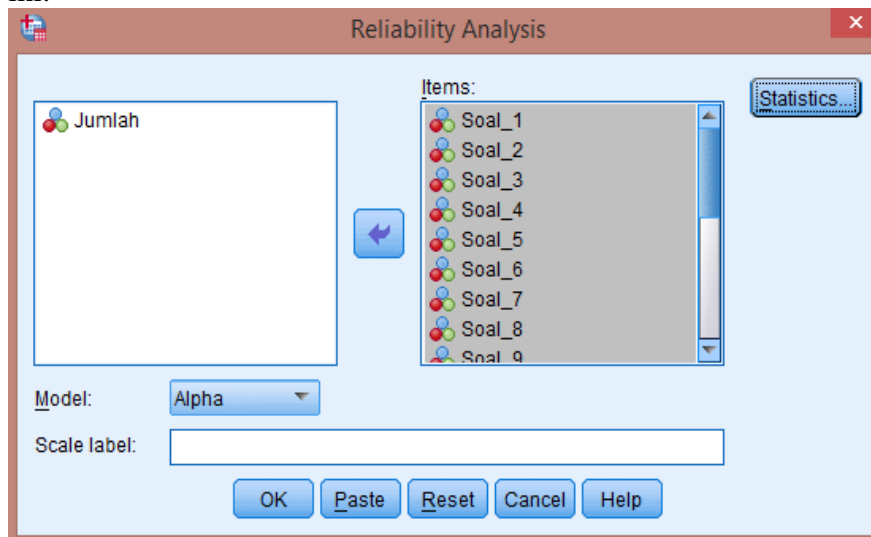 Reliability Analysis
Items:
Statistics...
Jumlah
Soal_1
Soal_2
Soal_3
Soal_4
Soal_5
Soal_6
Soal_7
Soal_8
Soal_9
Model:
Alpha
Scale label:
OK
Paste
Reset
Cancel
Help